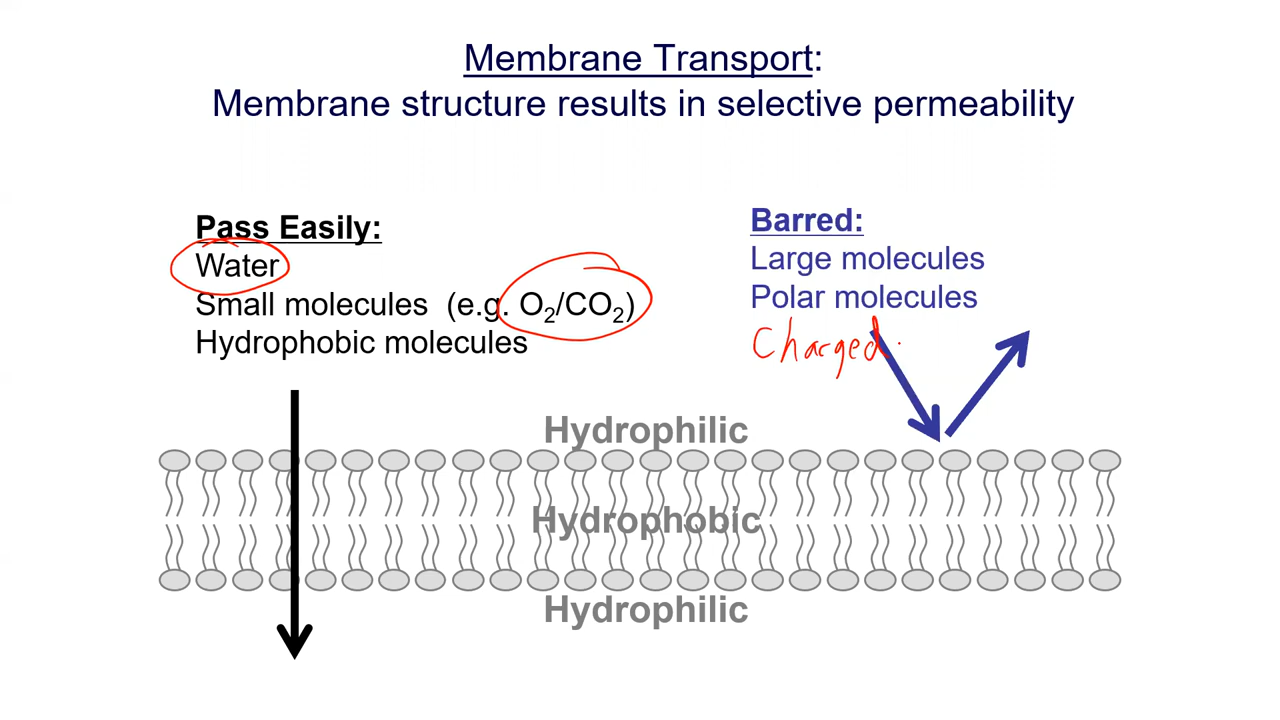 Membrane Transport:
Membrane structure results in selective permeability
Pass Easily:
Water
Small molecules (e.g. O₂/CO₂)
Hydrophobic molecules
Barred:
Large molecules
Polar molecules
Charged
Hydrophilic
Hydrophobic
Hydrophilic